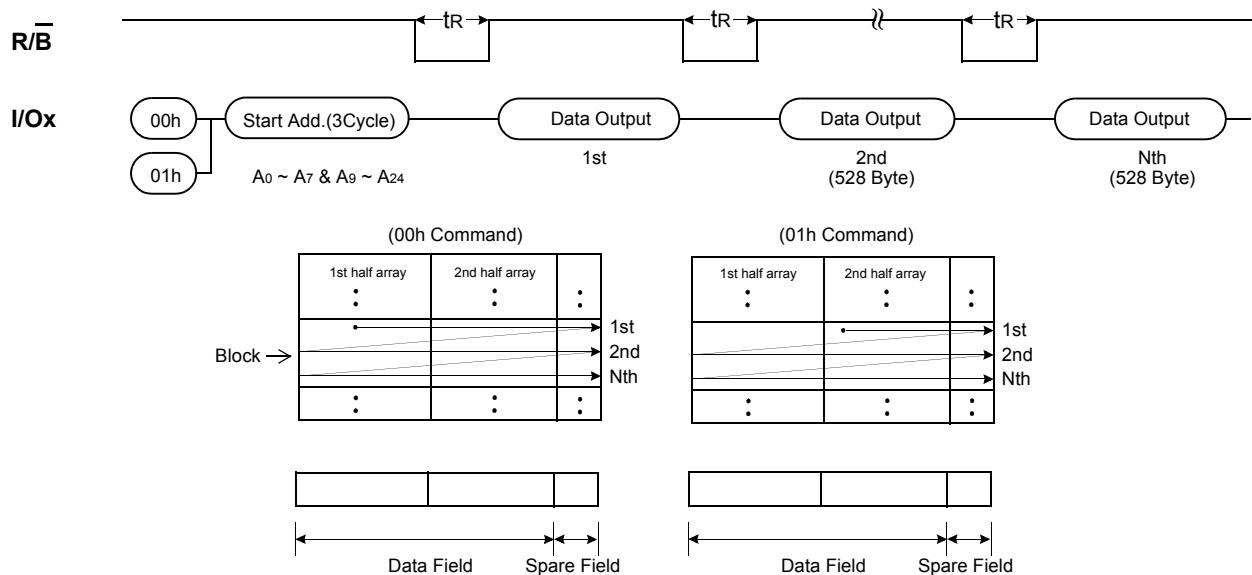 R/B
tR tR tR
I/Ox
00h Start Add.(3Cycle) Data Output Data Output Data Output
01h
A0 ~ A7 & A9 ~ A24
1st 2nd Nth
(528 Byte) (528 Byte)
(00h Command)
1st half array 2nd half array
1st
Block
2nd
Nth
Data Field Spare Field
(01h Command)
1st half array 2nd half array
1st
2nd
Nth
Data Field Spare Field